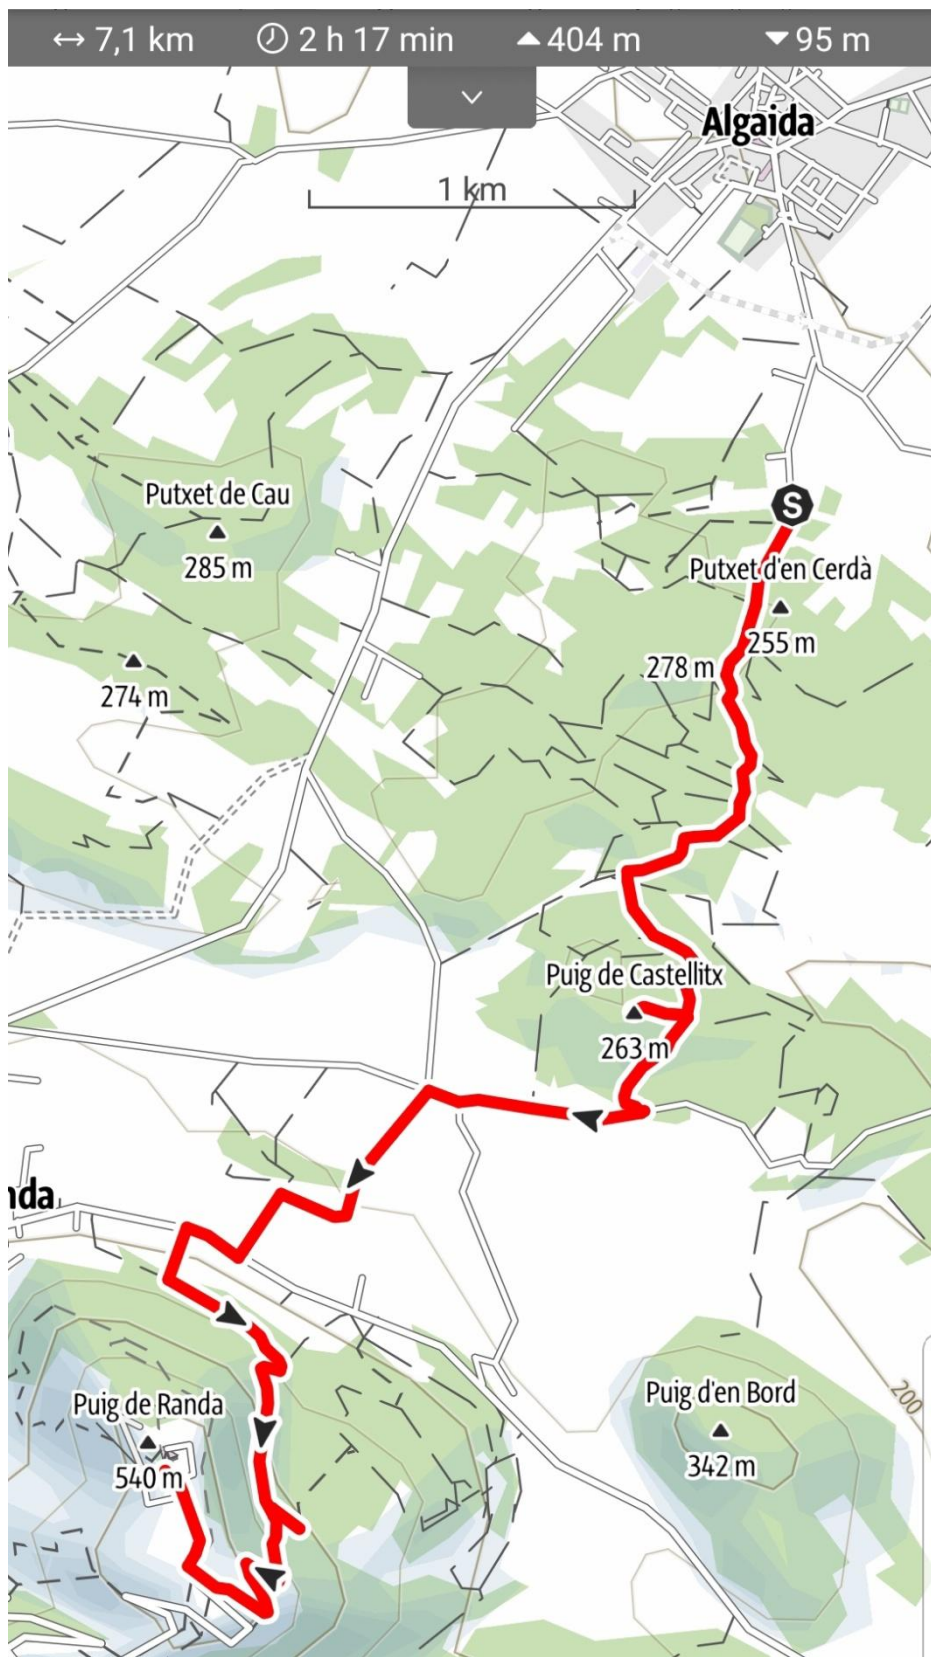 7,1 km 2 h 17 min 404 m 95 m
Algaida
1 km
Putxet de Cau
285 m
S
Putxet d'en Cerdà
255 m
278 m
274 m
Puig de Castellitx
263 m
nda
Puig de Randa
540 m
Puig d'en Bord
342 m
200